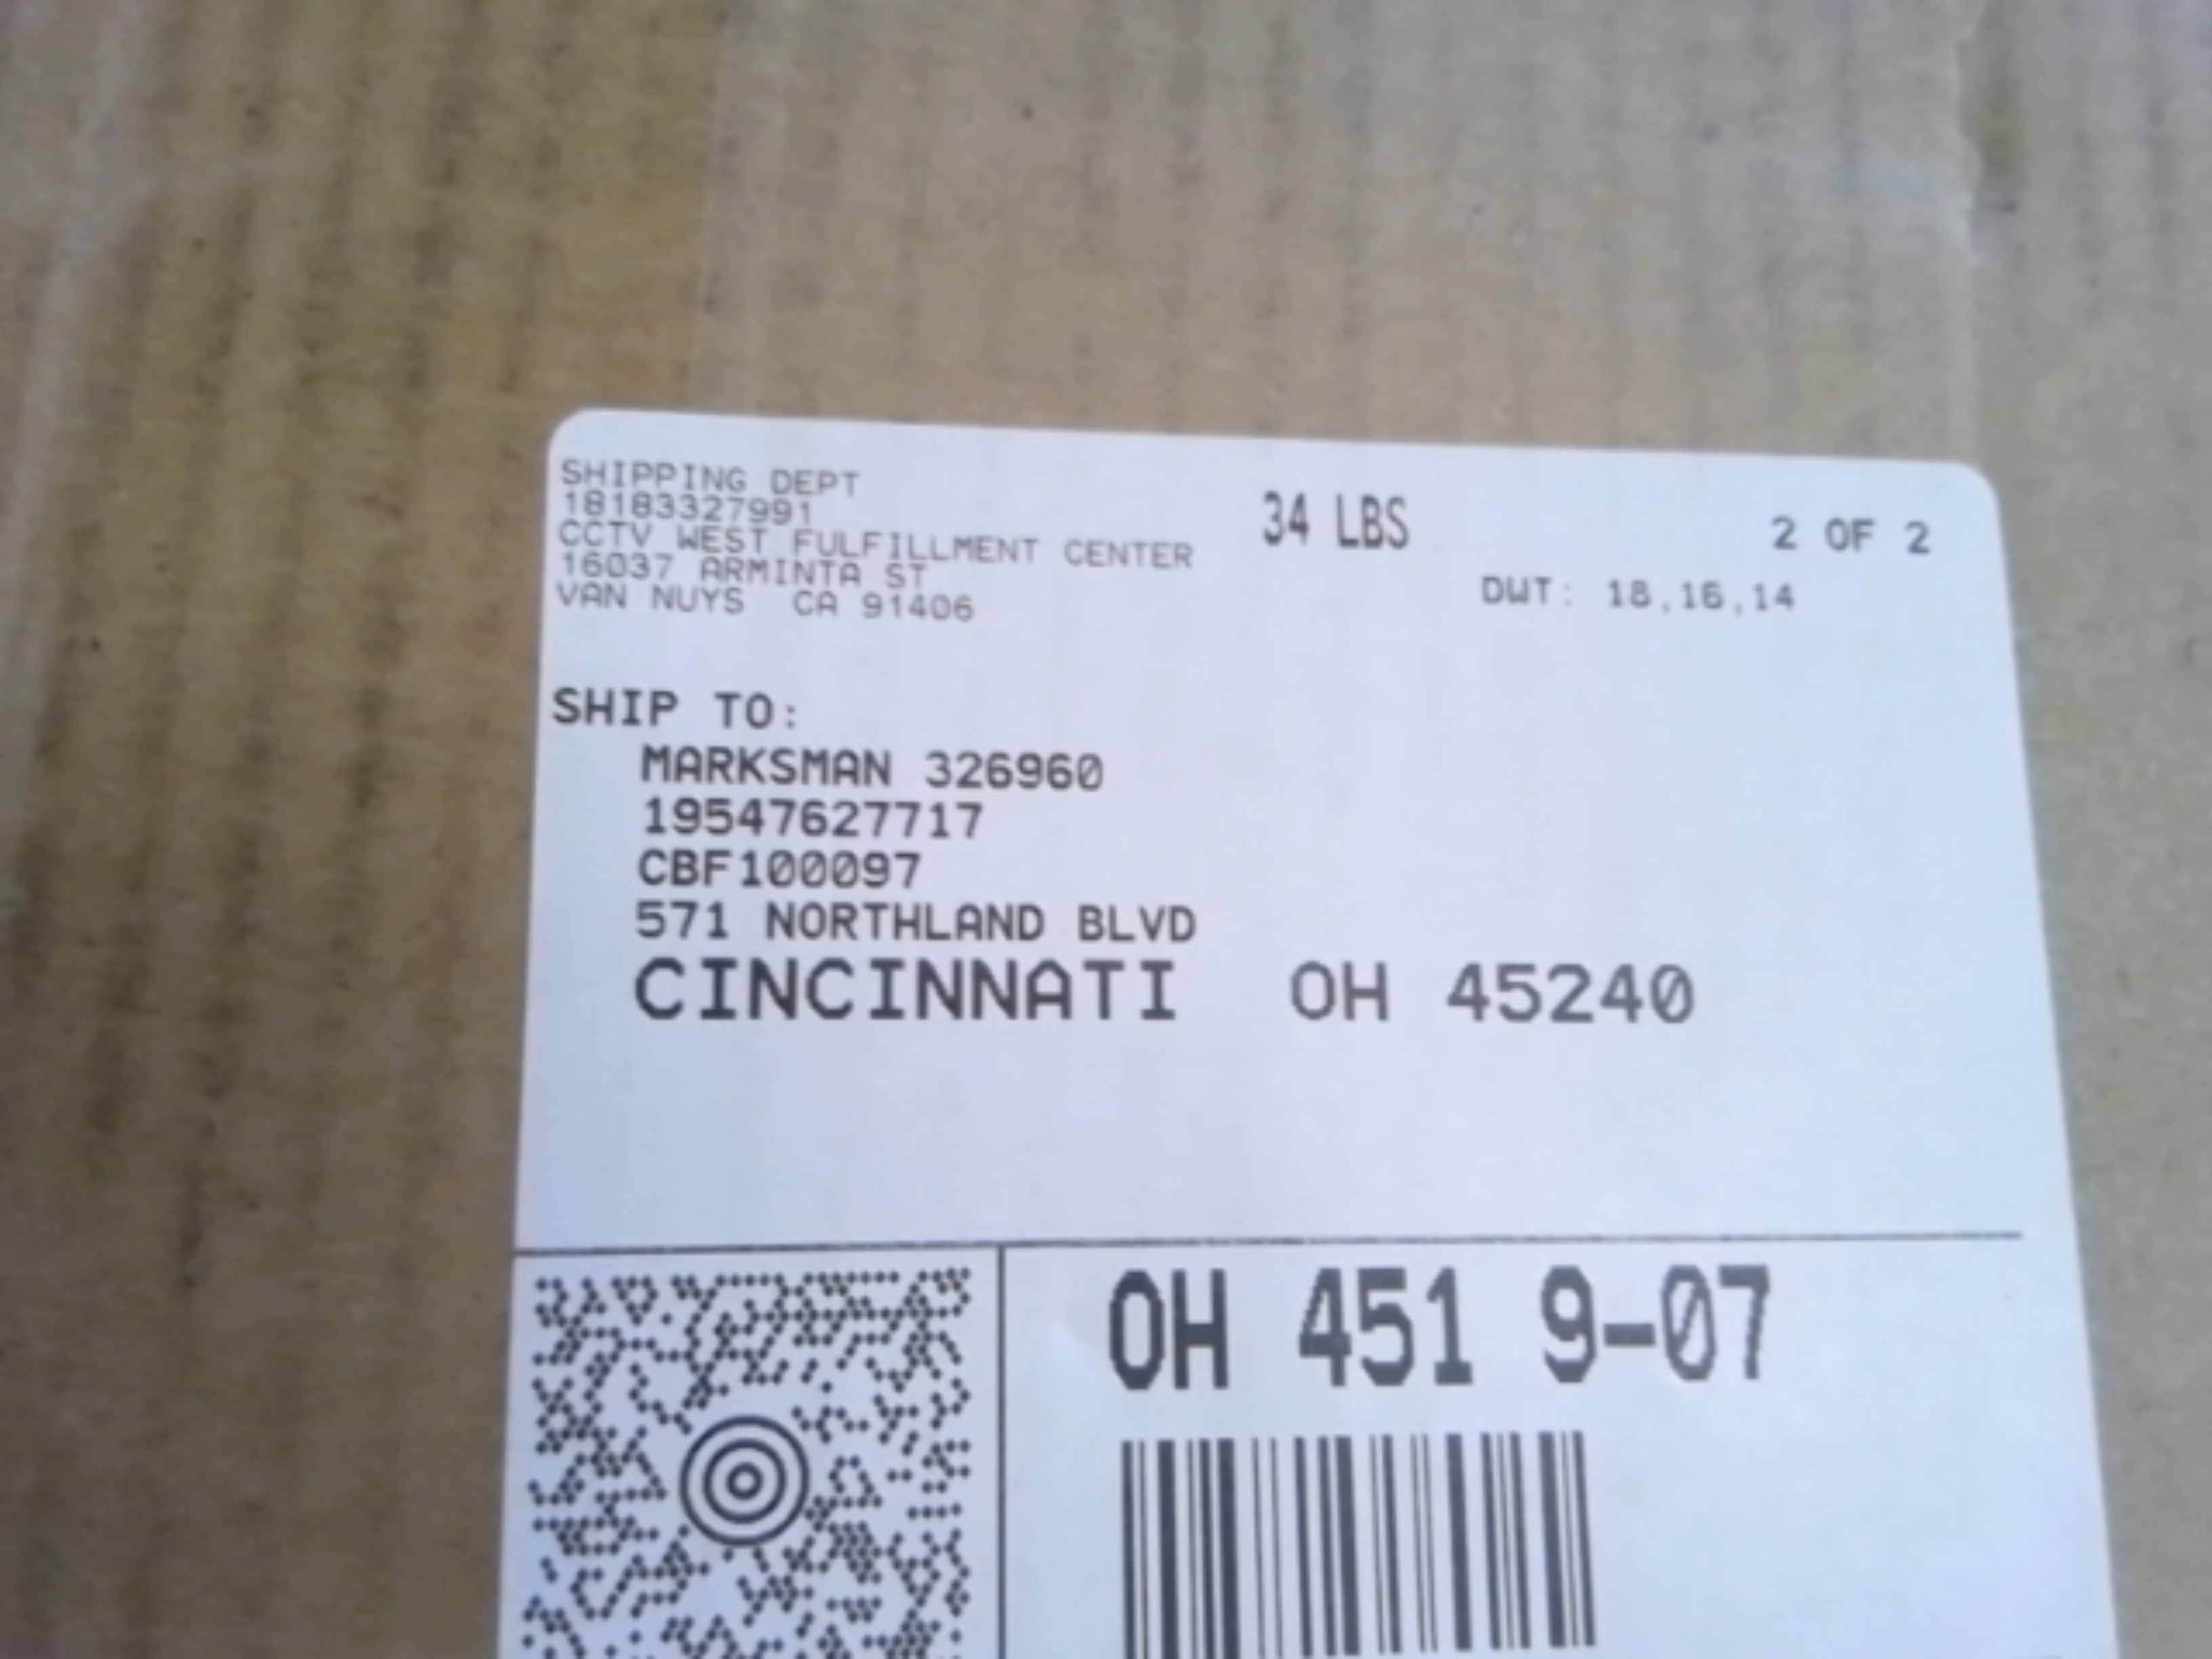 SHIPPING DEPT
18183327991
CCTV WEST FULFILLMENT CENTER
16037 ARMINTA ST
VAN NUYS CA 91406
34 LBS
2 OF 2
DWT: 18,16,14
SHIP TO:
MARKSMAN 326960
19547627717
CBF100097
571 NORTHLAND BLVD
CINCINNATI OH 45240
OH 451 9-07